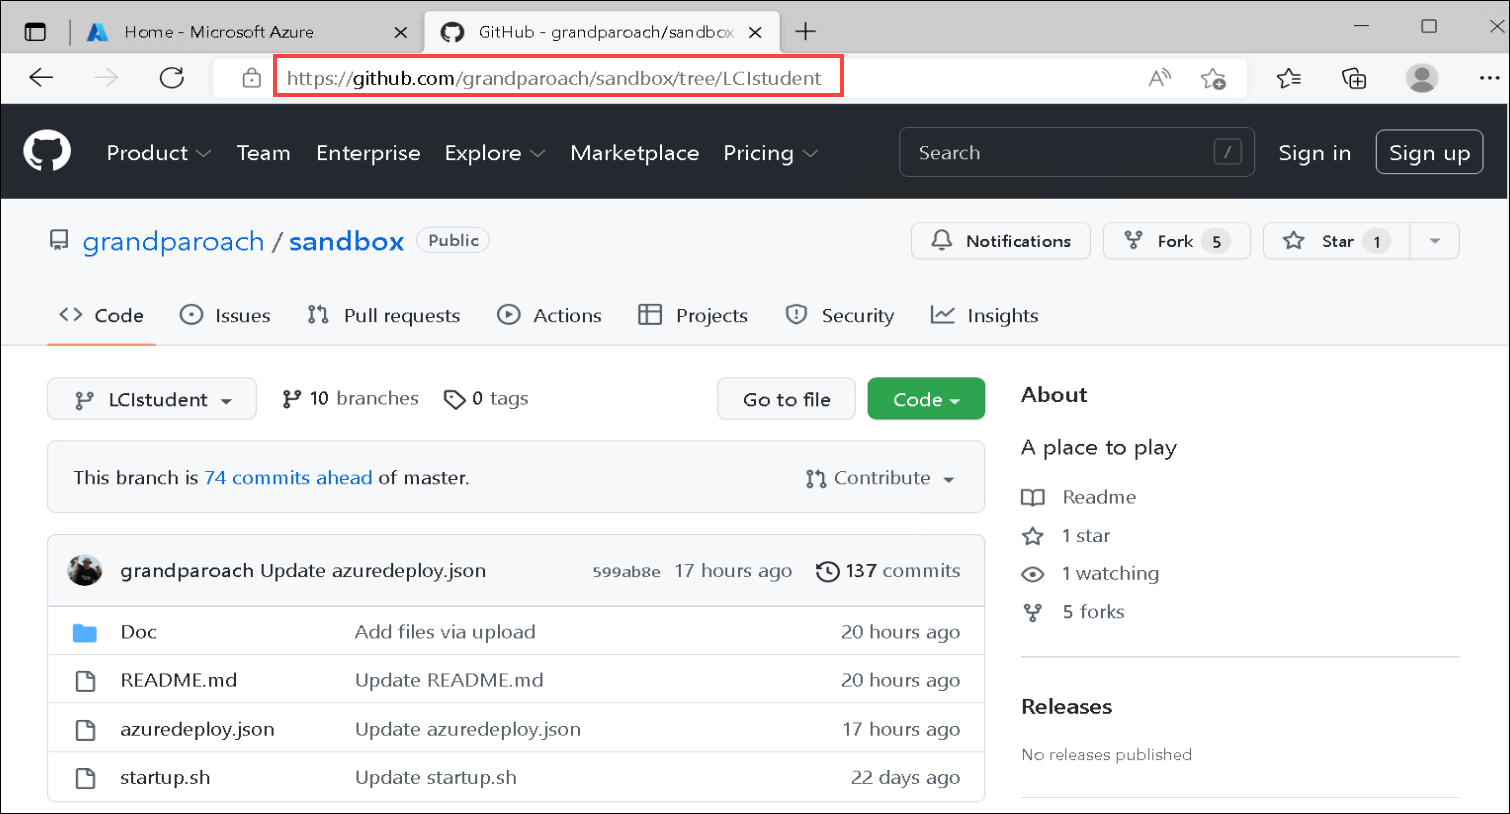 Home - Microsoft Azure
GitHub - grandparoach/sandbox
https://github.com/grandparoach/sandbox/tree/LCIstudent
Product Team Enterprise Explore Marketplace Pricing Search / Sign in Sign up
grandparoach / sandbox Public Notifications Fork 5 Star 1
Code Issues Pull requests Actions Projects Security Insights
LCIstudent 10 branches 0 tags Go to file Code
This branch is 74 commits ahead of master. Contribute
grandparoach Update azuredeploy.json 599ab8e 17 hours ago 137 commits
Doc Add files via upload 20 hours ago
README.md Update README.md 20 hours ago
azuredeploy.json Update azuredeploy.json 17 hours ago
startup.sh Update startup.sh 22 days ago
About
A place to play
Readme
1 star
1 watching
5 forks
Releases
No releases published